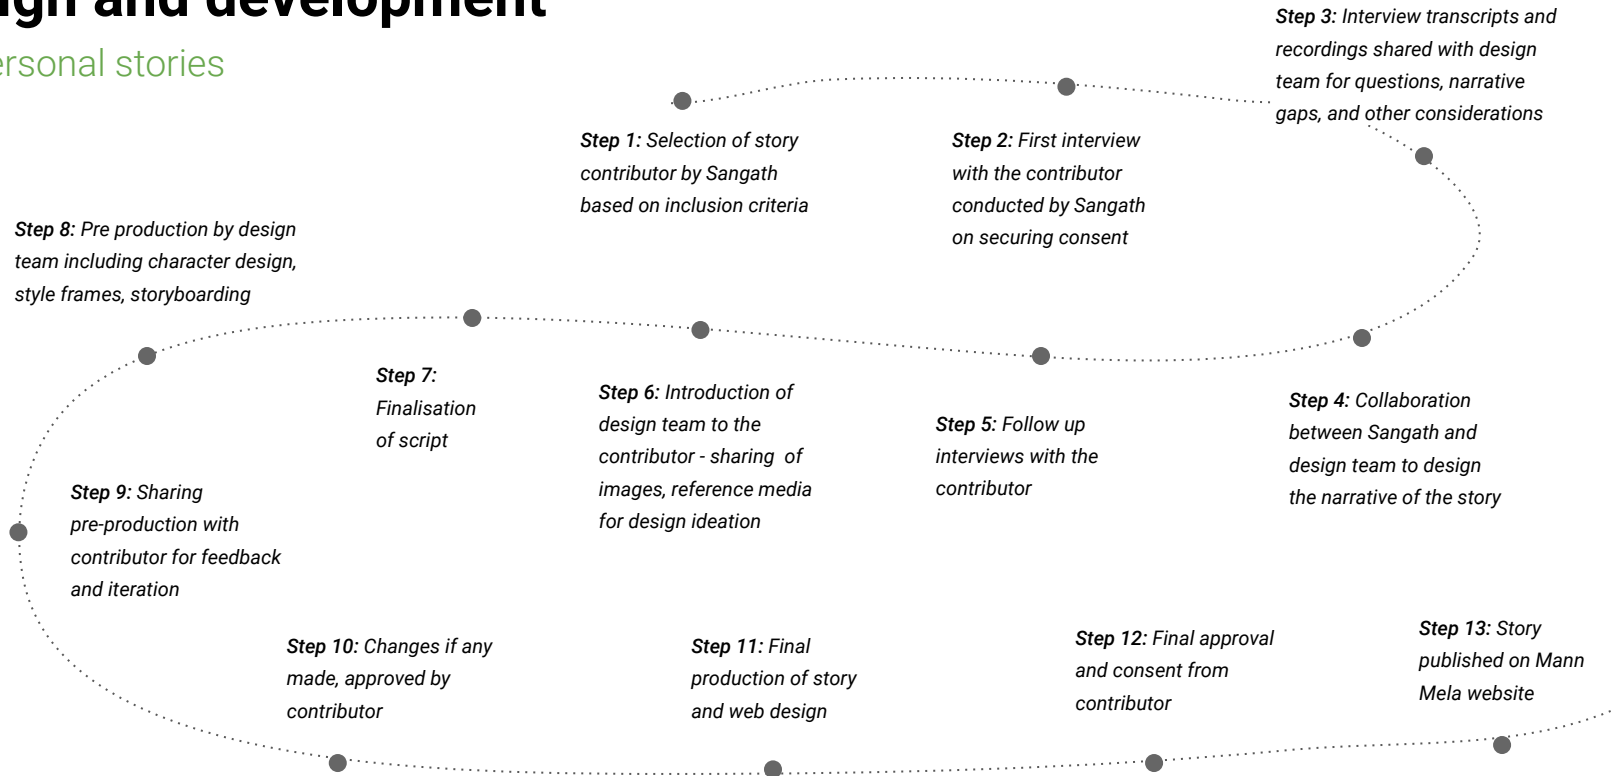 ign and development
ersonal stories
Step 1: Selection of story
contributor by Sangath
based on inclusion criteria
Step 2: First interview
with the contributor
conducted by Sangath
on securing consent
Step 3: Interview transcripts and
recordings shared with design
team for questions, narrative
gaps, and other considerations
Step 4: Collaboration
between Sangath and
design team to design
the narrative of the story
Step 5: Follow up
interviews with the
contributor
Step 6: Introduction of
design team to the
contributor - sharing  of
images, reference media
for design ideation
Step 7:
Finalisation
of script
Step 8: Pre production by design
team including character design,
style frames, storyboarding
Step 9: Sharing
pre-production with
contributor for feedback
and iteration
Step 10: Changes if any
made, approved by
contributor
Step 11: Final
production of story
and web design
Step 12: Final approval
and consent from
contributor
Step 13: Story
published on Mann
Mela website